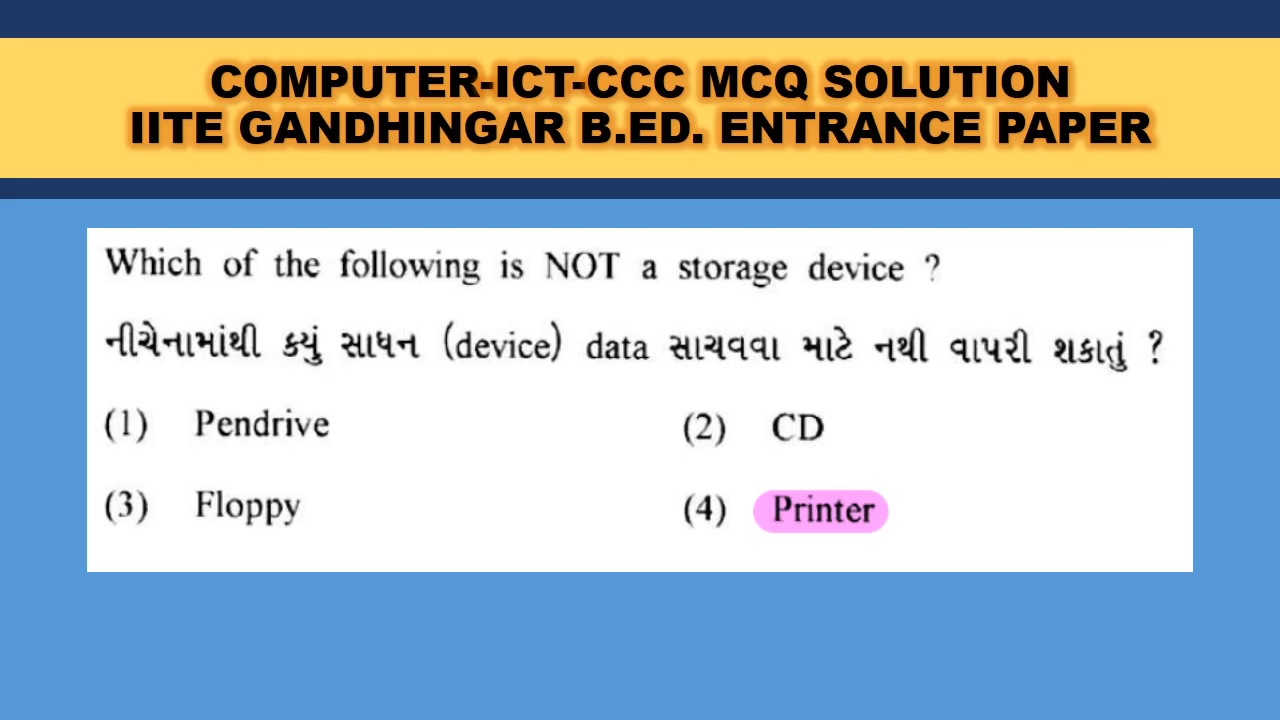 COMPUTER-ICT-CCC MCQ SOLUTION
IITE GANDHINGAR B.ED. ENTRANCE PAPER
Which of the following is NOT a storage device ?
નીચેનામાંથી કયું સાધન (device) data સાચવવા માટે નથી વાપરી શકાતું ?
(1) Pendrive (2) CD
(3) Floppy (4) Printer